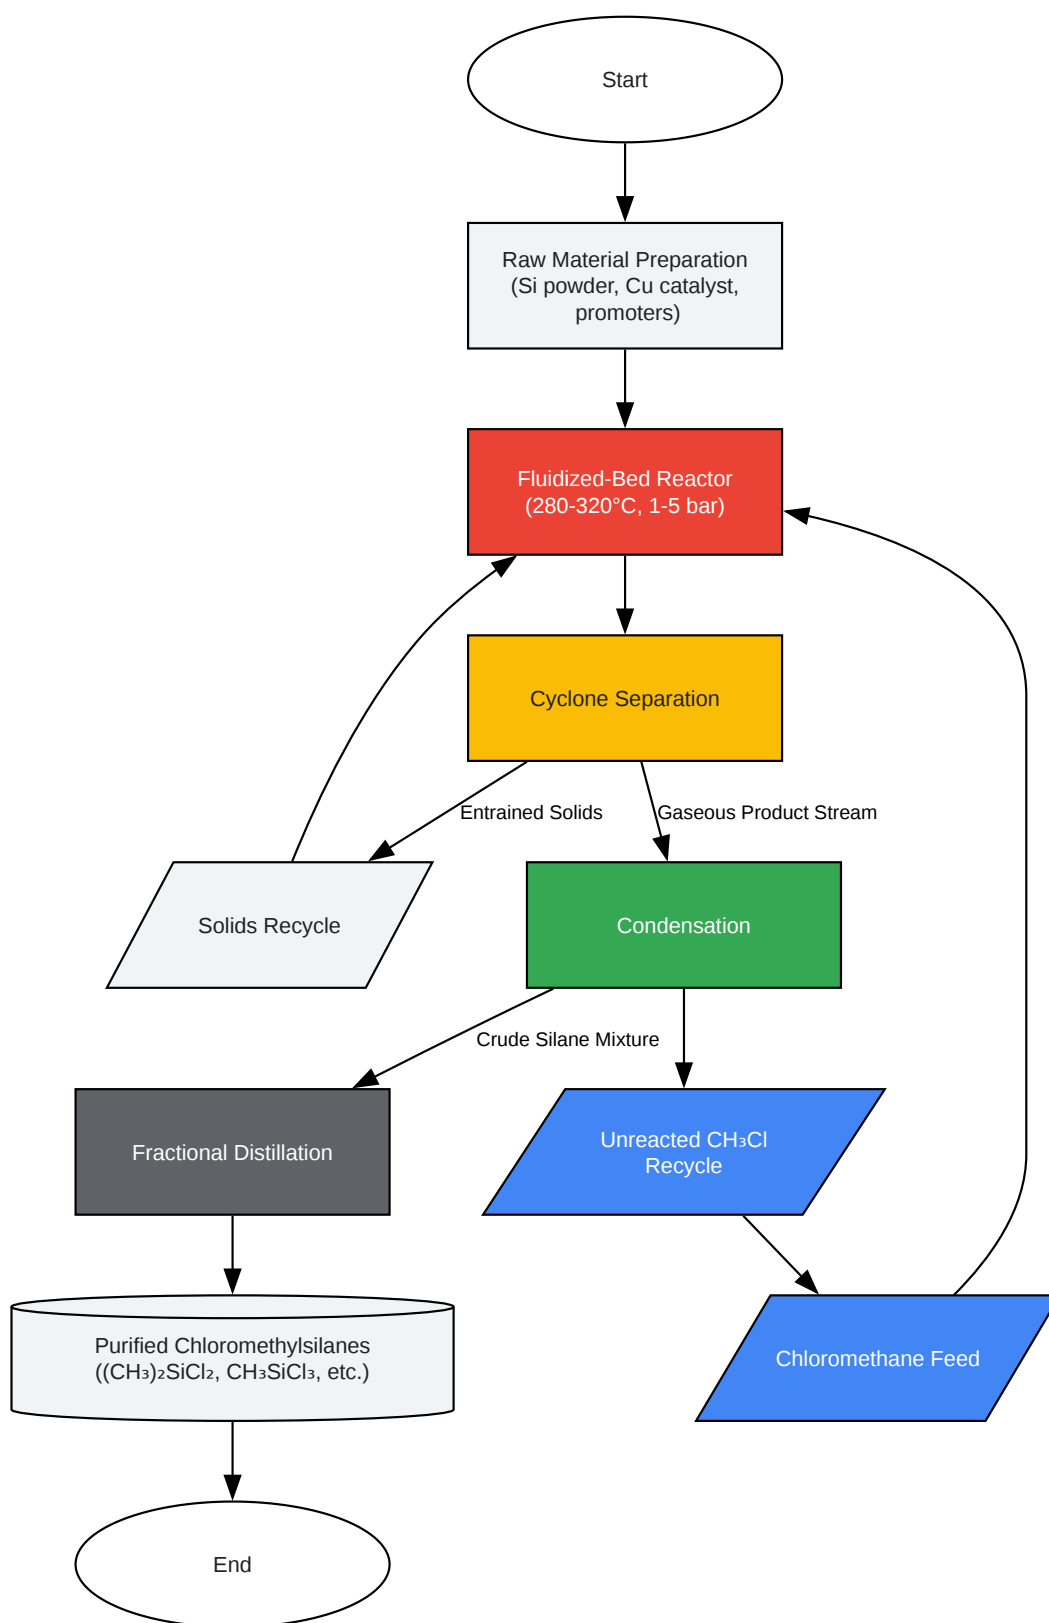 Start
Raw Material Preparation
(Si powder, Cu catalyst,
promoters)
Fluidized-Bed Reactor
(280-320°C, 1-5 bar)
Cyclone Separation
Entrained Solids
Gaseous Product Stream
Solids Recycle
Condensation
Crude Silane Mixture
Fractional Distillation
Unreacted CH₃Cl
Recycle
Purified Chloromethylsilanes
((CH₃)₂SiCl₂, CH₃SiCl₃, etc.)
Chloromethane Feed
End